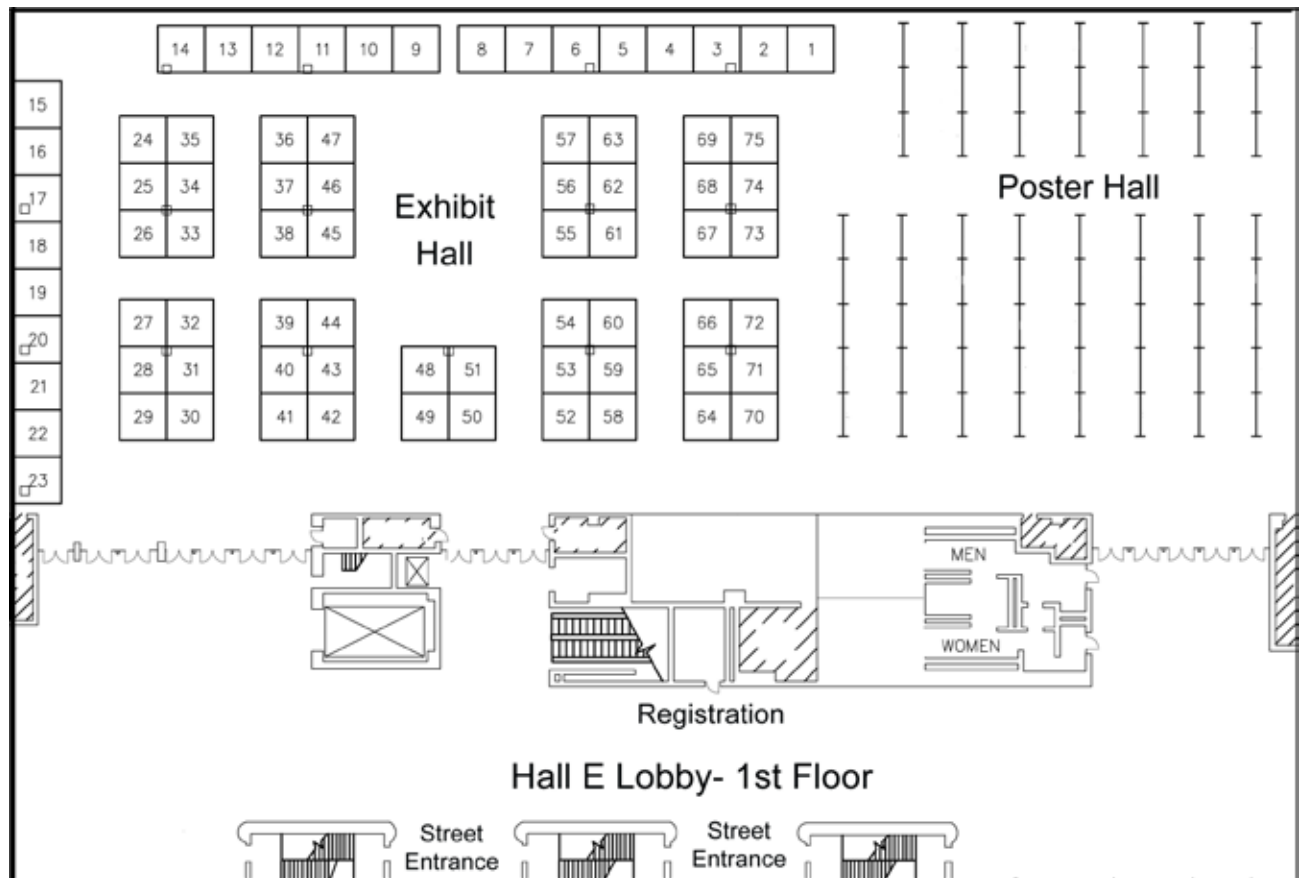 14 13 12 11 10 9 8 7 6 5 4 3 2 1
15
16
17
18
19
20
21
22
23
24 35
25 34
26 33
36 47
37 46
38 45
Exhibit
Hall
57 63
56 62
55 61
69 75
68 74
67 73
Poster Hall
27 32
28 31
29 30
39 44
40 43
41 42
48 51
49 50
54 60
53 59
52 58
66 72
65 71
64 70
MEN
WOMEN
Registration
Hall E Lobby- 1st Floor
Street
Entrance
Street
Entrance